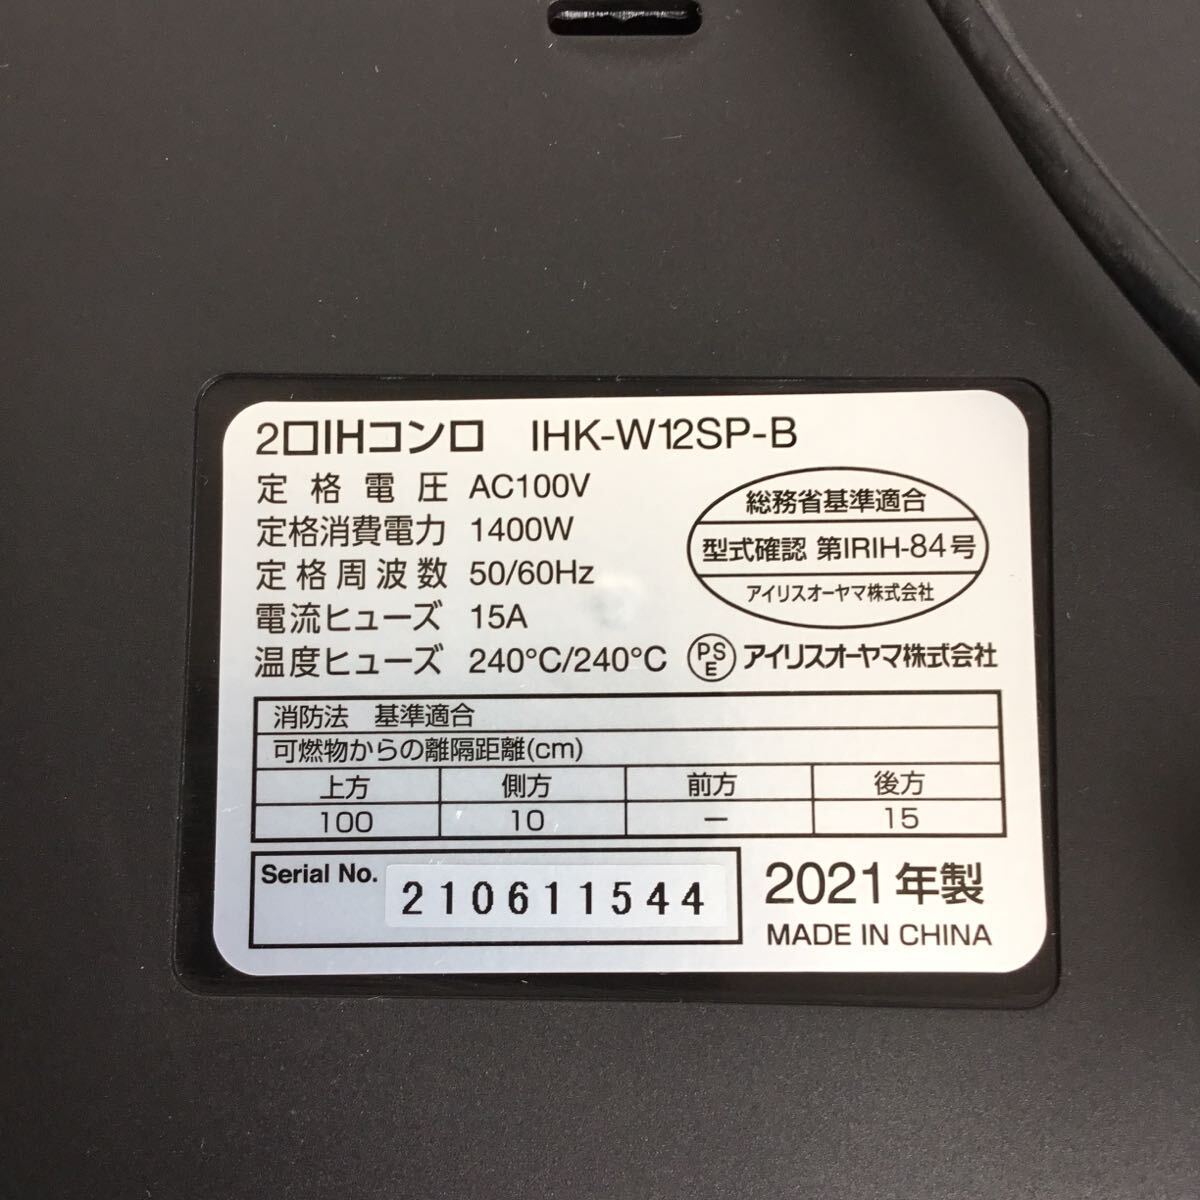 2口IHコンロ IHK-W12SP-B
定格電圧 AC100V
定格消費電力 1400W
定格周波数 50/60Hz
電流ヒューズ 15A
温度ヒューズ 240°C/240°C
総務省基準適合
型式確認 第IRIH-84号
アイリスオーヤマ株式会社
PSE アイリスオーヤマ株式会社
消防法 基準適合
可燃物からの離隔距離(cm)
上方 側方 前方 後方
100 10 — 15
Serial No. 210611544
2021年製
MADE IN CHINA